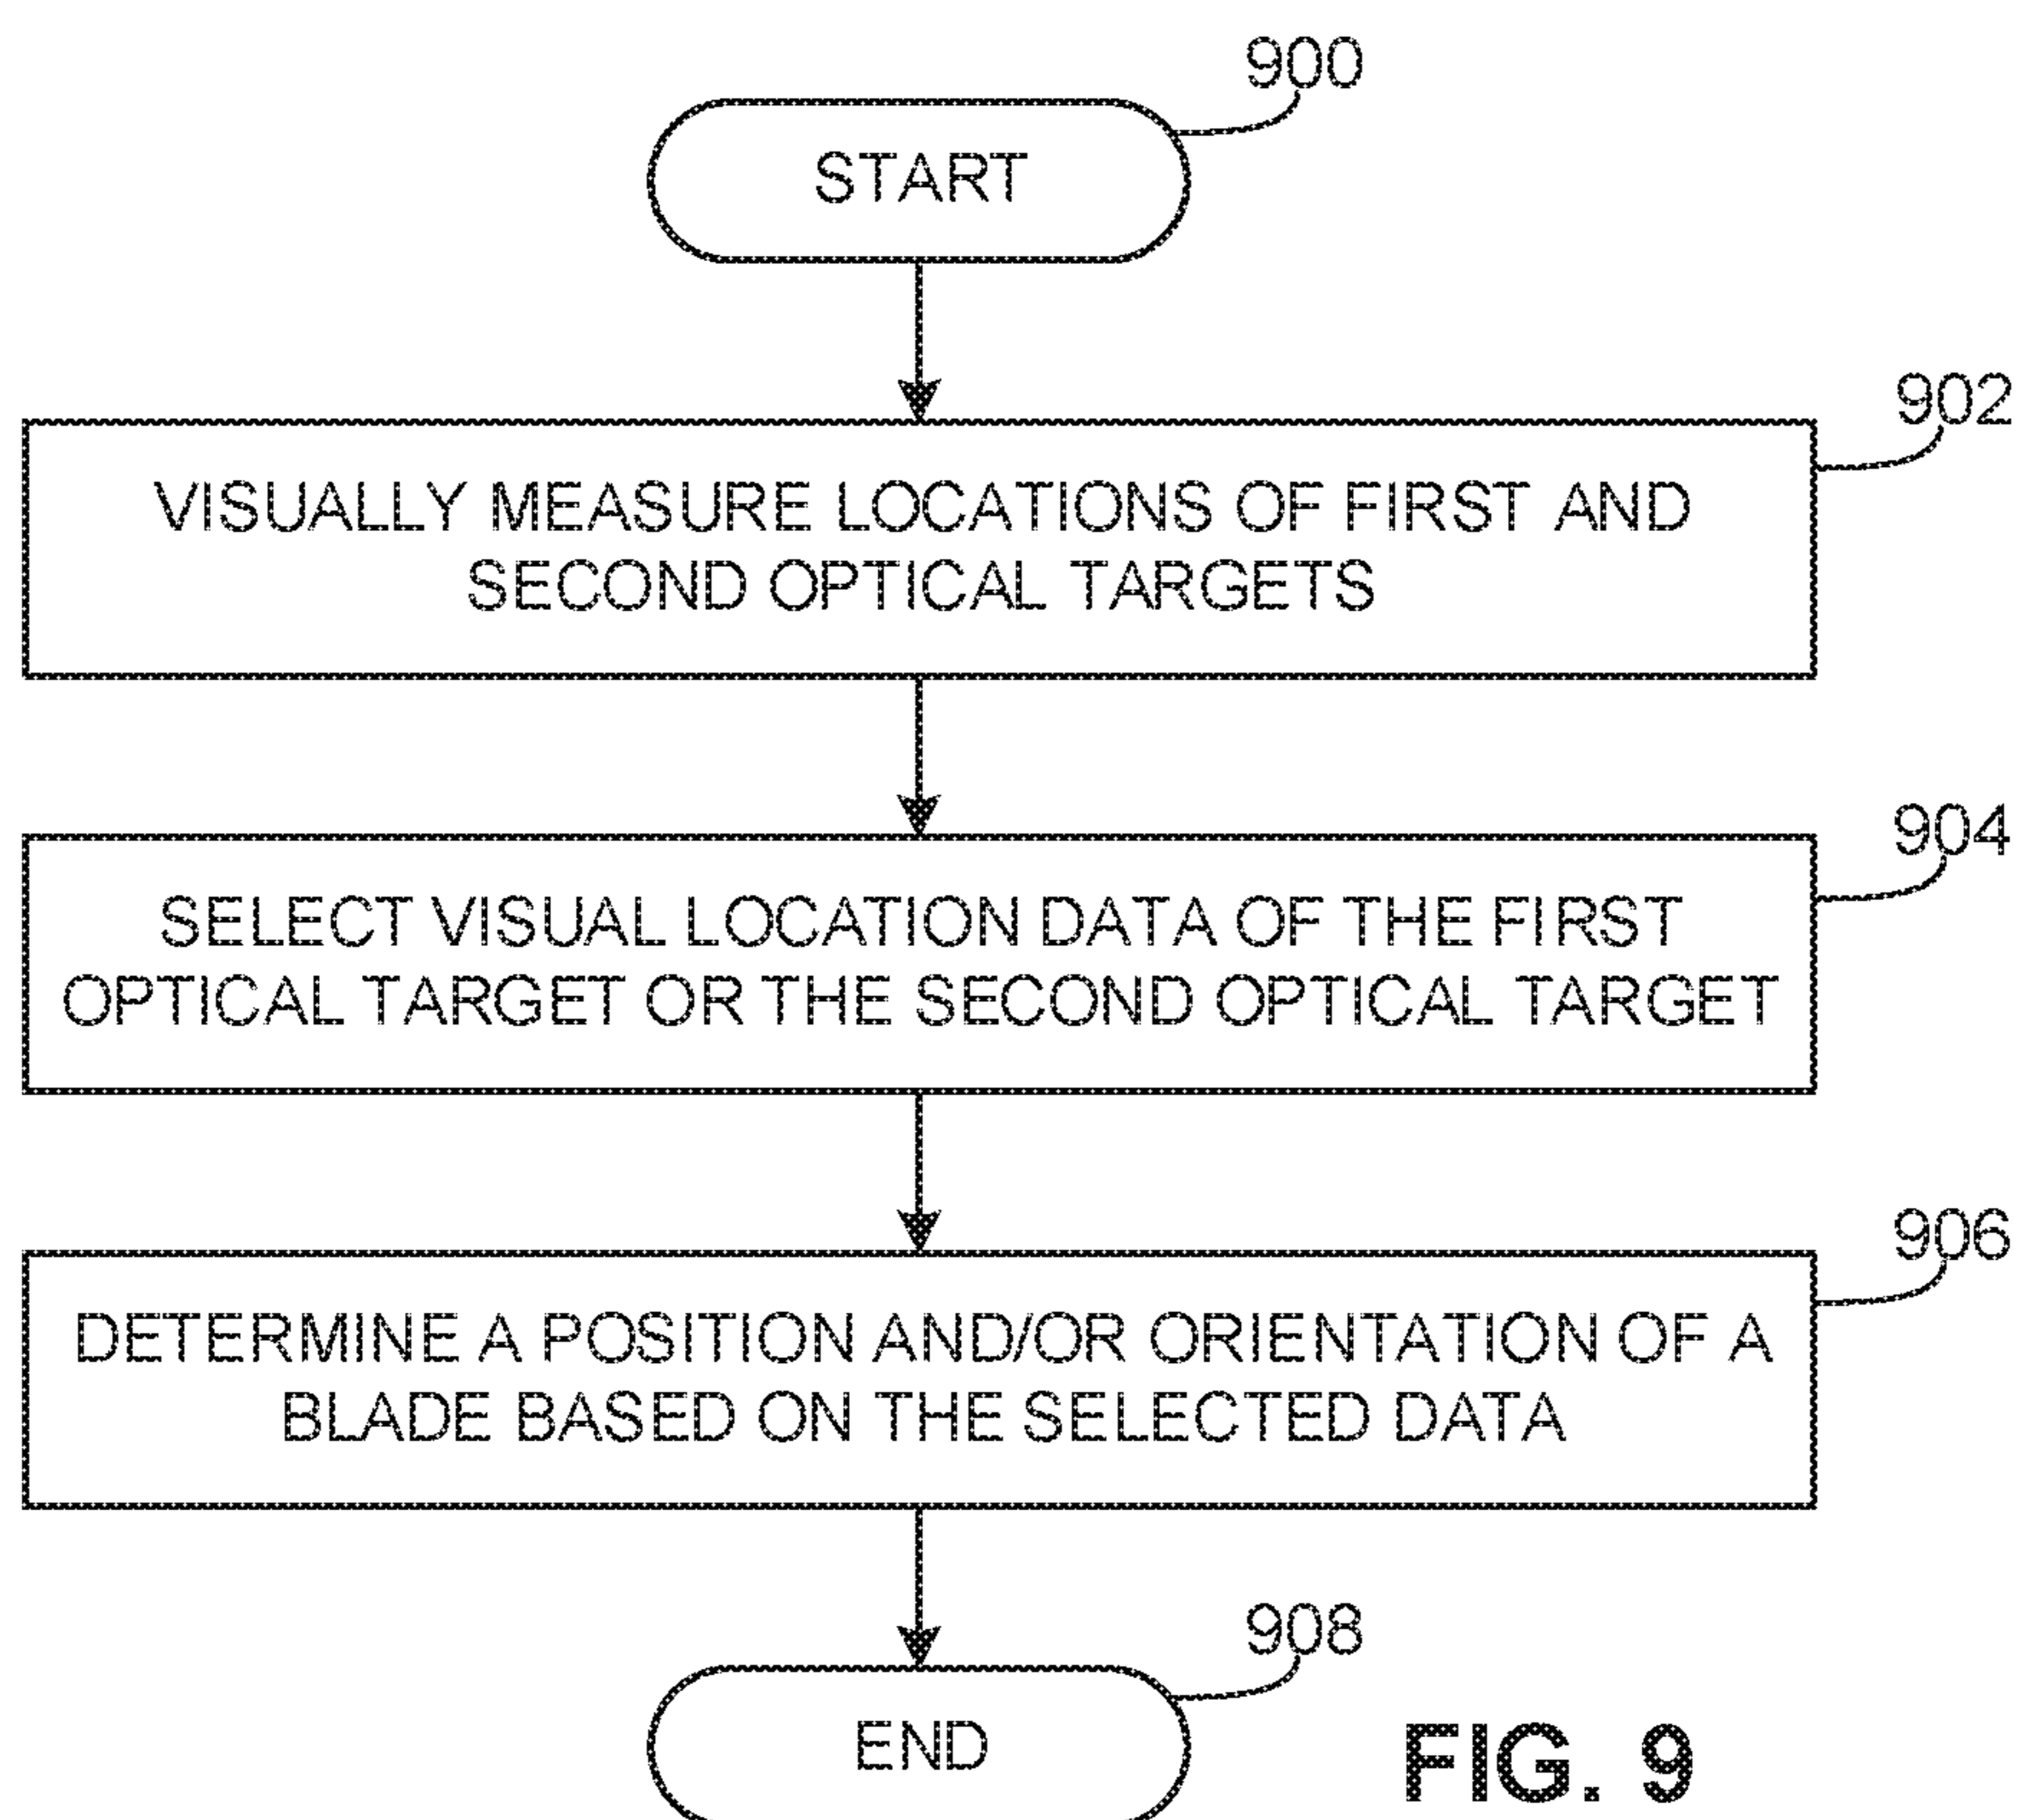 900
START
902
VISUALLY MEASURE LOCATIONS OF FIRST AND
SECOND OPTICAL TARGETS
904
SELECT VISUAL LOCATION DATA OF THE FIRST
OPTICAL TARGET OR THE SECOND OPTICAL TARGET
906
DETERMINE A POSITION AND/OR ORIENTATION OF A
BLADE BASED ON THE SELECTED DATA
908
END
FIG. 9